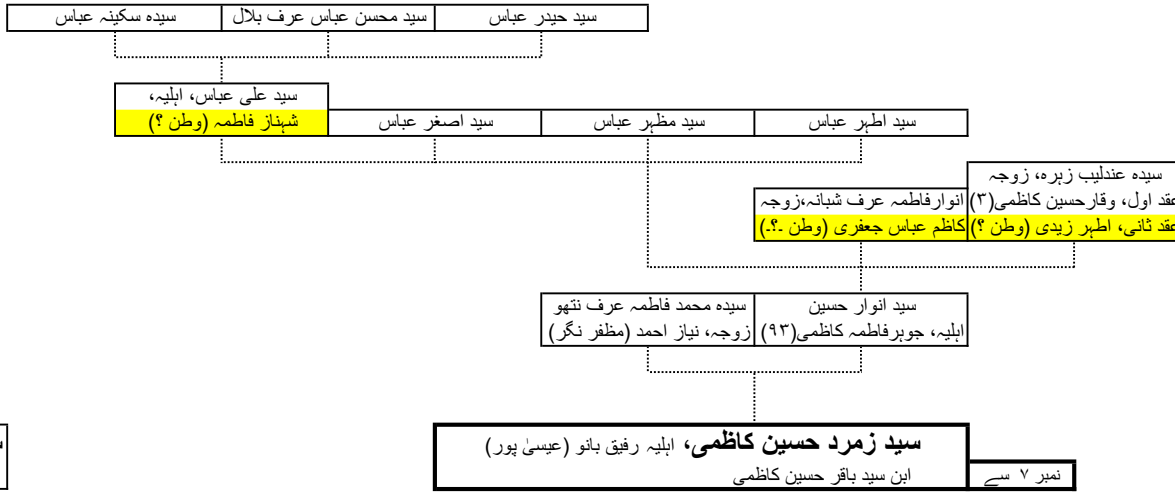 سید حیدر عباس
سید محسن عباس عرف بلال
سیدہ سکینہ عباس
سید علی عباس، اہلیہ،
شہناز فاطمہ (وطن ؟)
سید اطہر عباس
سید مظہر عباس
سید اصغر عباس
سیدہ عندلیب زہرہ، زوجہ
عقد اول، وقارحسین کاظمی(۳)
عقد ثانی، اطہر زیدی (وطن ؟)
انوارفاطمہ عرف شبانہ،زوجہ
کاظم عباس جعفری (وطن ۔؟۔)
سید انوار حسین
اہلیہ، جوہرفاطمہ کاظمی(۹۳)
سیدہ محمد فاطمہ عرف نتھو
زوجہ، نیاز احمد (مظفر نگر)
سید زمرد حسین کاظمی، اہلیہ رفیق بانو (عیسیٰ پور)
ابن سید باقر حسین کاظمی
نمبر ۷ سے